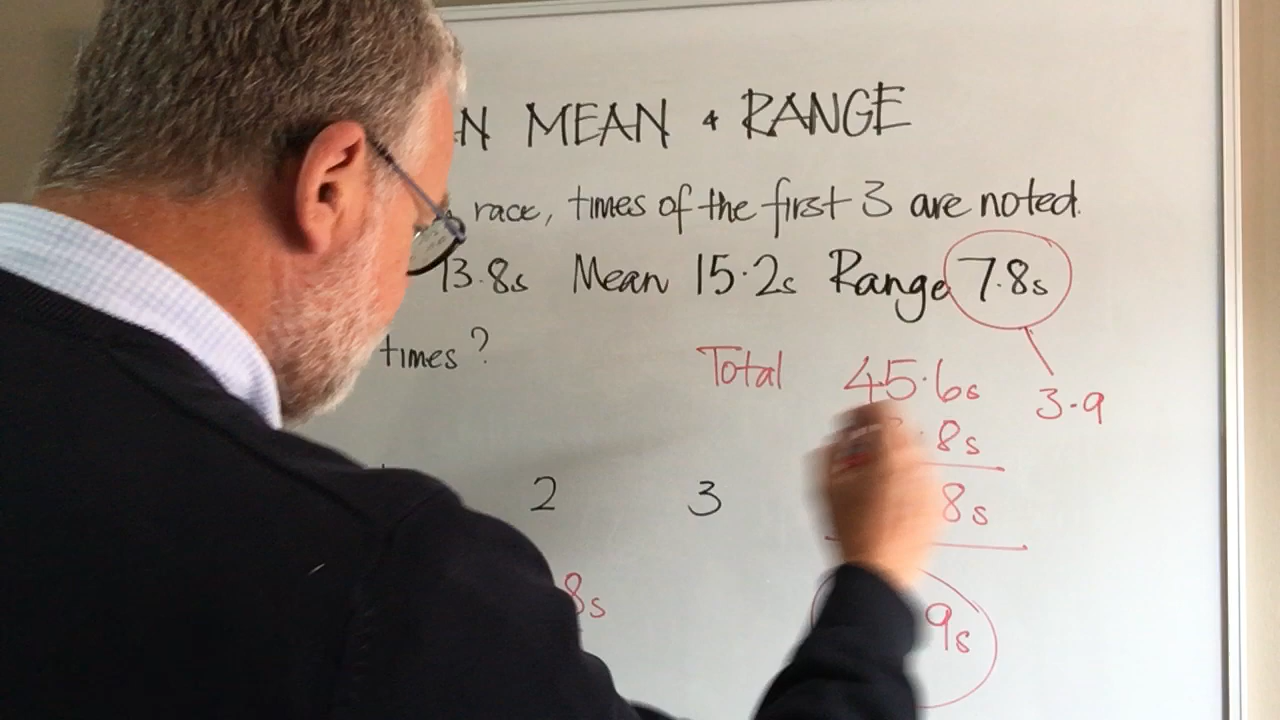 MEAN & RANGE
race, times of the first 3 are noted.
13.8s Mean 15.2s Range 7.8s
times?
Total 45.6s
3.9
8s
2 3
8s
8s
9s